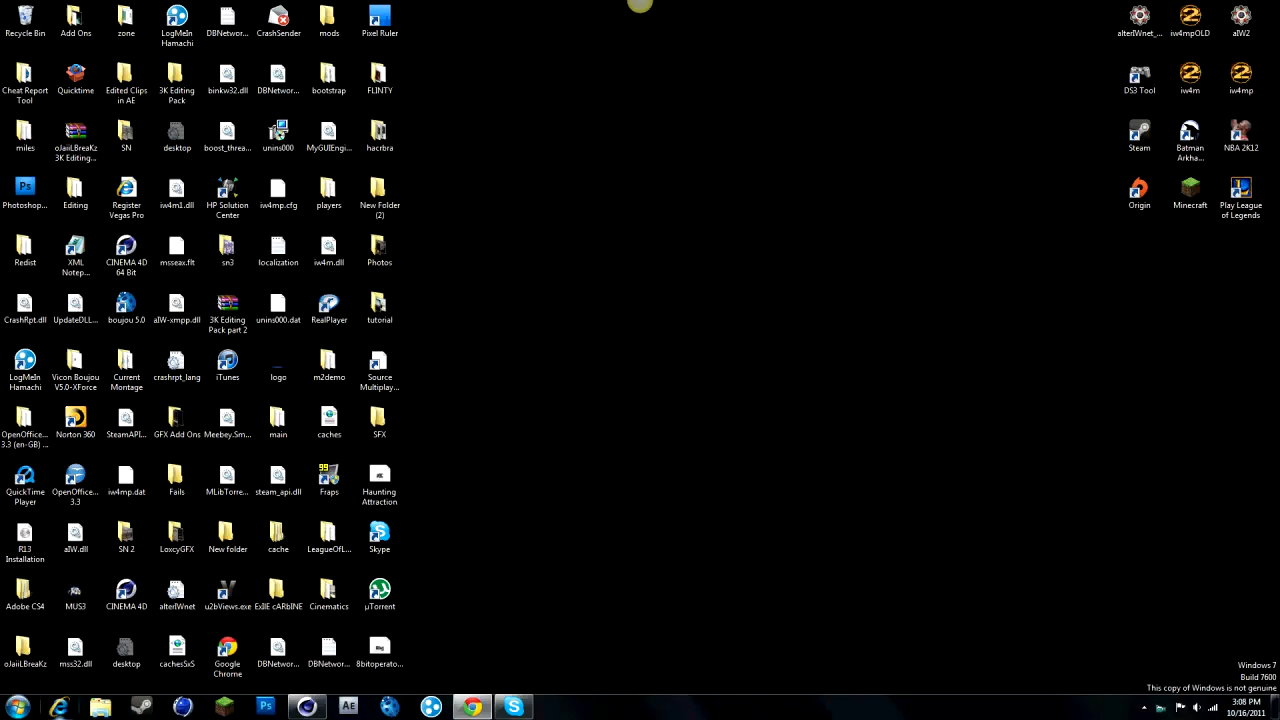 Recycle Bin
Add Ons
zone
LogMeIn
Hamachi
DBNetwor...
CrashSender
mods
Pixel Ruler
alterIWnet_...
iw4mpOLD
aIW2
Cheat Report
Tool
Quicktime
Edited Clips
in AE
3K Editing
Pack
binkw32.dll
DBNetwor...
bootstrap
FLINTY
DS3 Tool
iw4m
iw4mp
miles
oJaiilLBreaKz
3K Editing...
SN
desktop
boost_threa...
unins000
MyGUIEngi...
hacrbra
Steam
Batman
Arkha...
NBA 2K12
Photoshop...
Editing
Register
Vegas Pro
iw4m1.dll
HP Solution
Center
iw4mp.cfg
players
New Folder
(2)
Origin
Minecraft
Play League
of Legends
Redist
XML
Notep...
CINEMA 4D
64 Bit
msseax.flt
sn3
localization
iw4m.dll
Photos
CrashRpt.dll
UpdateDLL...
boujou 5.0
aIW-xmpp.dll
3K Editing
Pack part 2
unins000.dat
RealPlayer
tutorial
LogMeIn
Hamachi
Vicon Boujou
V5.0-XForce
Current
Montage
crashrpt_lang
iTunes
logo
m2demo
Source
Multiplay...
OpenOffice...
3.3 (en-GB) ...
Norton 360
SteamAPI...
GFX Add Ons
Meebey.Sm...
main
caches
SFX
QuickTime
Player
OpenOffice...
3.3
iw4mp.dat
Fails
MLibTorre...
steam_api.dll
99
Fraps
Haunting
Attraction
R13
Installation
aIW.dll
SN 2
LoxcyGFX
New folder
cache
LeagueOfL...
Skype
Adobe CS4
MUS3
CINEMA 4D
alterIWnet
u2bViews.exe
ExIlE cARbINE
Cinematics
µTorrent
oJaiilLBreaKz
mss32.dll
desktop
cachesSxS
Google
Chrome
DBNetwor...
DBNetwor...
8bitoperato...
Windows 7
Build 7600
This copy of Windows is not genuine
Ps
Ae
3:08 PM
10/16/2011